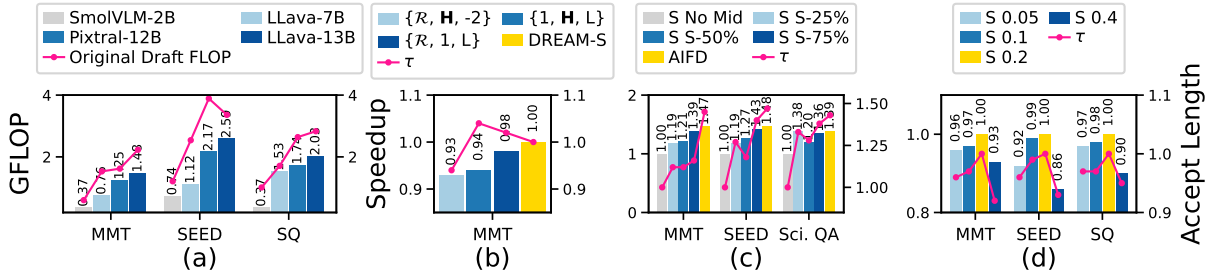 SmolVLM-2B
LLava-7B
Pixtral-12B
LLava-13B
Original Draft FLOP
GFLOP
4
2
4
2
0.37
0.76
1.25
1.48
0.74
1.12
2.17
2.59
0.37
1.53
1.74
2.03
MMT SEED SQ
(a)
{R, H, -2}
{1, H, L}
{R, 1, L}
DREAM-S
τ
Speedup
1.1
1.0
0.9
1.1
1.0
0.9
0.93
0.94
0.98
1.00
MMT
(b)
S No Mid
S S-25%
S S-50%
S S-75%
AIFD
τ
2
1
0
1.50
1.25
1.00
1.00
1.19
1.21
1.39
1.47
1.00
1.19
1.27
1.43
1.48
1.00
1.38
1.20
1.36
1.39
MMT SEED Sci. QA
(c)
S 0.05
S 0.4
S 0.1
τ
S 0.2
1.0
0.8
1.1
1.0
0.9
0.96
0.97
1.00
0.93
0.92
0.99
1.00
0.86
0.97
0.98
1.00
0.90
MMT SEED SQ
(d)
Accept Length